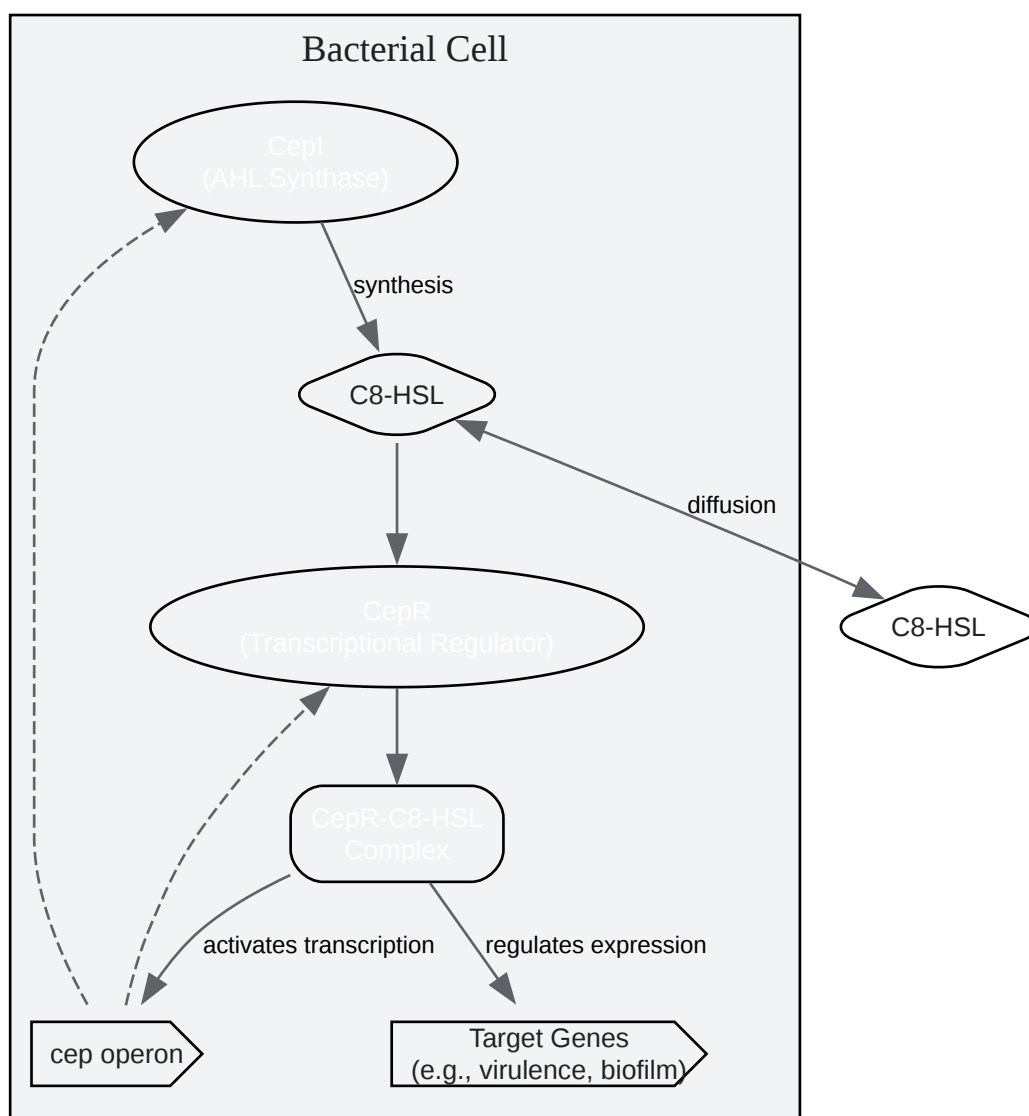 Bacterial Cell
CepI
(AHL Synthase)
synthesis
C8-HSL
diffusion
CepR
(Transcriptional Regulator)
C8-HSL
CepR-C8-HSL
Complex
activates transcription
regulates expression
cep operon
Target Genes
(e.g., virulence, biofilm)